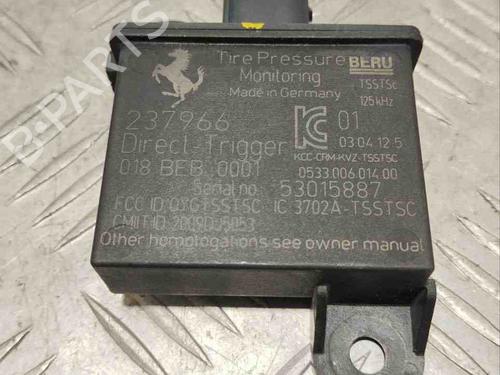 Tire Pressure
Monitoring
Made in Germany
BERU
TSSTSc
125 kHz
237966
Direct-Trigger
018 BEB 0001
KC 01
03.04.12 5
KCC-CRM-KVZ-TSSTSC
0533.006.014.00
Serial no. 53015887
FCC ID OYGTSSTSC IC 3702A-TSSTSC
CMIIT ID 2009DJ5053
Other homologations see owner manual
B-PARTS